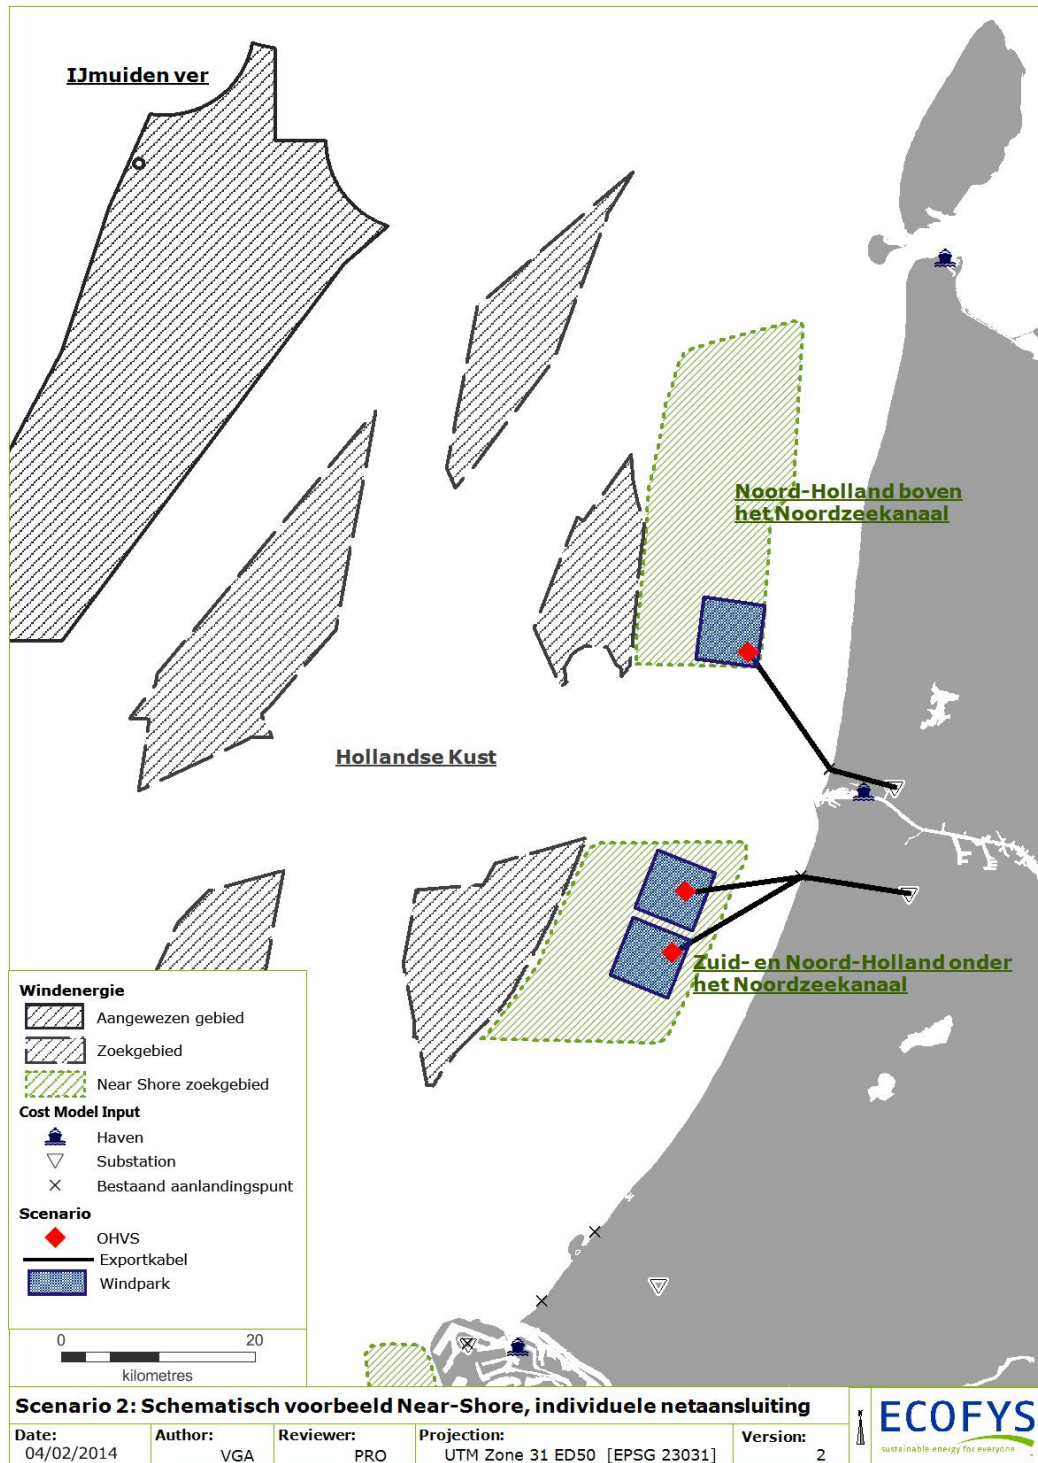 IJmuiden ver
Noord-Holland boven
het Noordzeekanaal
Hollandse Kust
Zuid- en Noord-Holland onder
het Noordzeekanaal
Windenergie
Aangewezen gebied
Zoekgebied
Near Shore zoekgebied
Cost Model Input
Haven
Substation
Bestaand aanlandingspunt
Scenario
OHVS
Exportkabel
Windpark
0 20
kilometres
Scenario 2: Schematisch voorbeeld Near-Shore, individuele netaansluiting
Date: Author: Reviewer: Projection: Version:
04/02/2014 VGA PRO UTM Zone 31 ED50 [EPSG 23031] 2
ECOFYS
sustainable energy for everyone